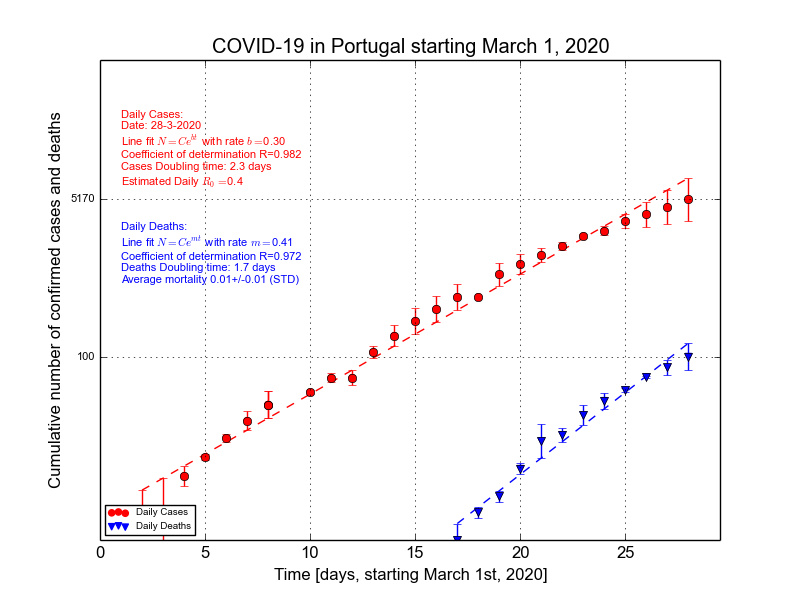 COVID-19 in Portugal starting March 1, 2020
Daily Cases:
Date: 28-3-2020
Line fit N=Ce^{bt} with rate b=0.30
Coefficient of determination R=0.982
Cases Doubling time: 2.3 days
Estimated Daily R_0=0.4
5170
Daily Deaths:
Line fit N=Ce^{mt} with rate m=0.41
Coefficient of determination R=0.972
Deaths Doubling time: 1.7 days
Average mortality 0.01+/-0.01 (STD)
100
Cumulative number of confirmed cases and deaths
Daily Cases
Daily Deaths
0 5 10 15 20 25
Time [days, starting March 1st, 2020]